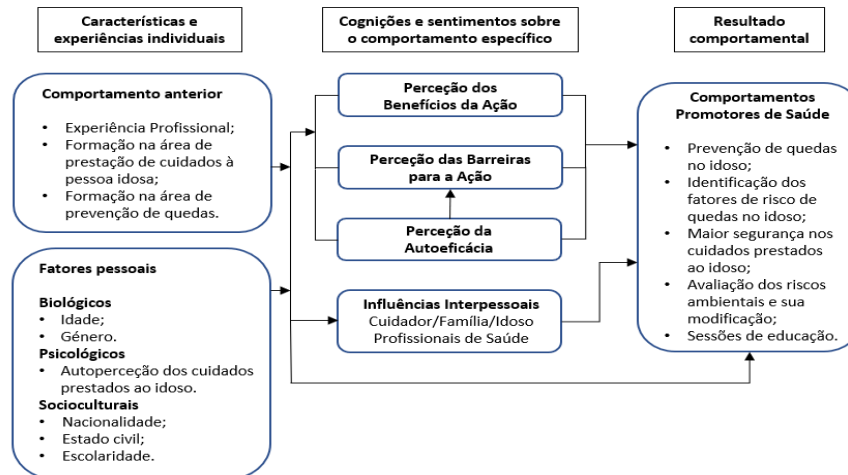 Características e
experiências individuais
Cognições e sentimentos sobre
o comportamento específico
Resultado
comportamental
Comportamento anterior
• Experiência Profissional;
• Formação na área de
prestação de cuidados à
pessoa idosa;
• Formação na área de
prevenção de quedas.
Fatores pessoais
Biológicos
• Idade;
• Género.
Psicológicos
• Autoperceção dos cuidados
prestados ao idoso.
Socioculturais
• Nacionalidade;
• Estado civil;
• Escolaridade.
Perceção dos
Benefícios da Ação
Perceção das Barreiras
para a Ação
Perceção da
Autoeficácia
Influências Interpessoais
Cuidador/Família/Idoso
Profissionais de Saúde
Comportamentos
Promotores de Saúde
• Prevenção de quedas
no idoso;
• Identificação dos
fatores de risco de
quedas no idoso;
• Maior segurança nos
cuidados prestados
ao idoso;
• Avaliação dos riscos
ambientais e sua
modificação;
• Sessões de educação.